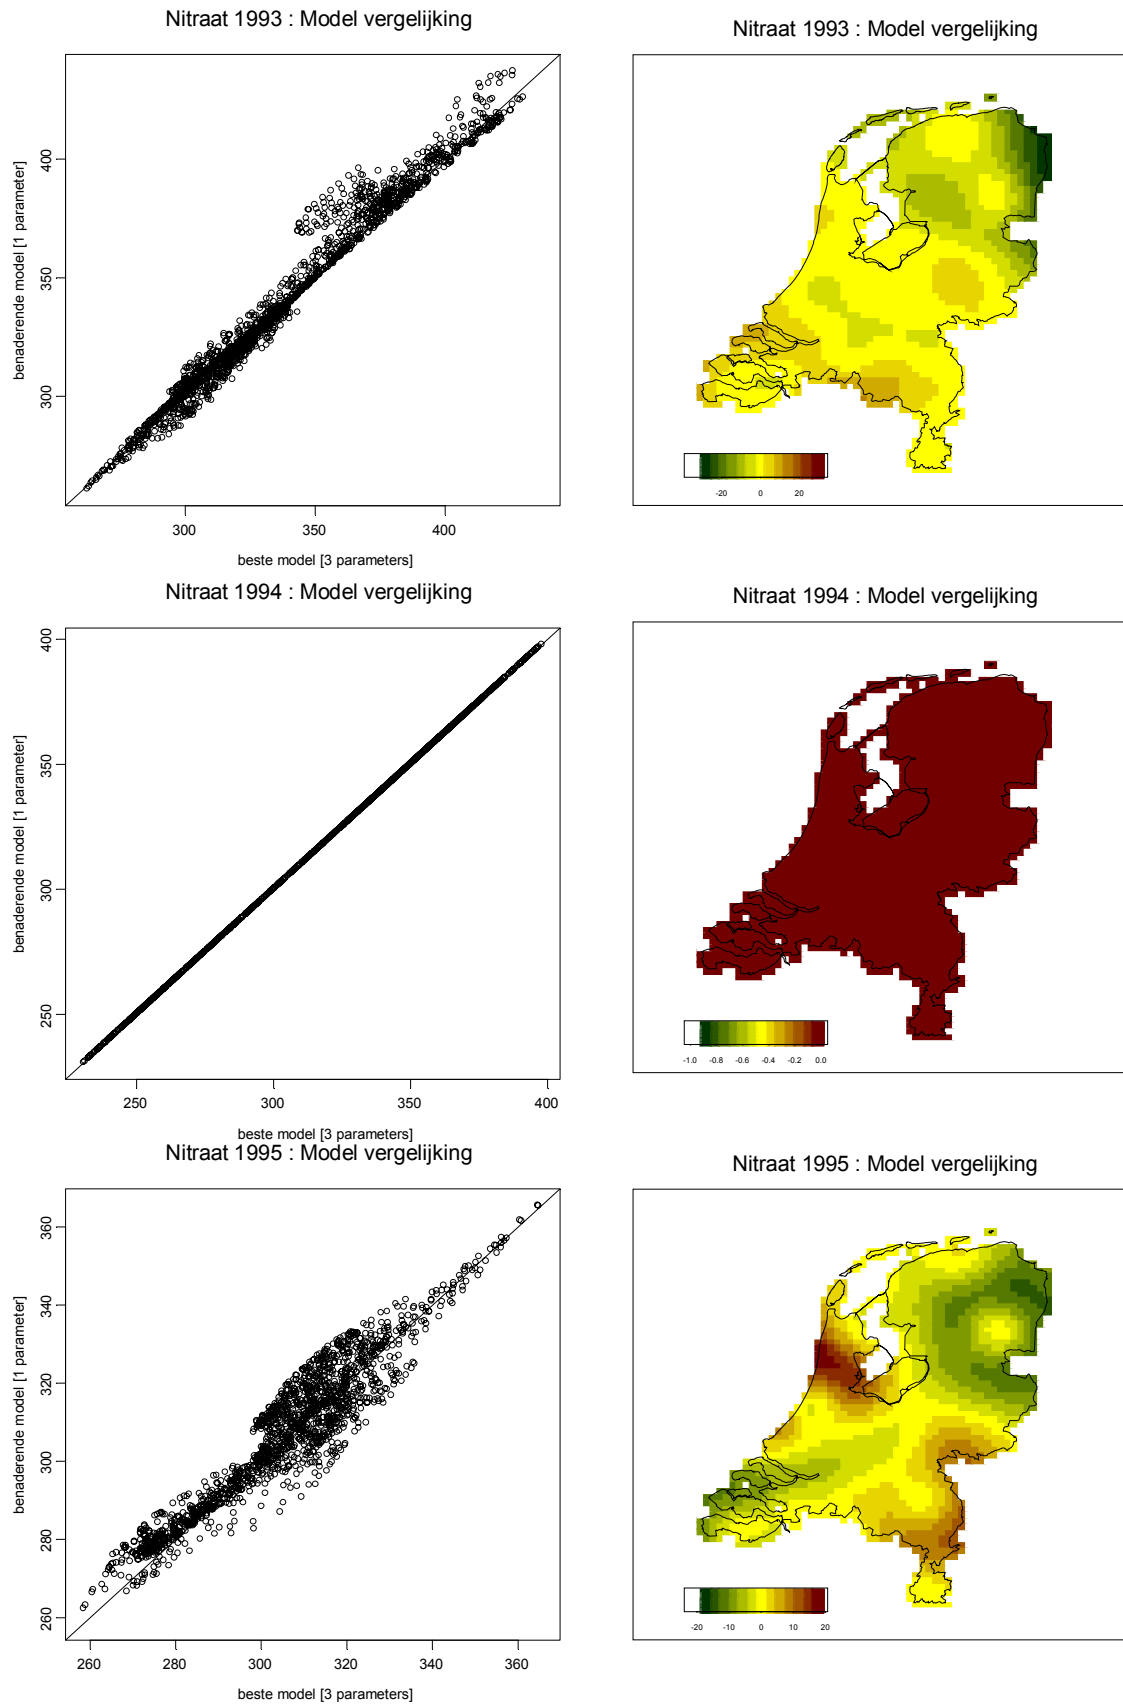 Nitraat 1993 : Model vergelijking
benaderende model [1 parameter]
400
350
300
300 350 400
beste model [3 parameters]
Nitraat 1993 : Model vergelijking
-20 0 20
Nitraat 1994 : Model vergelijking
benaderende model [1 parameter]
400
350
300
250
250 300 350 400
beste model [3 parameters]
Nitraat 1994 : Model vergelijking
-1.0 -0.8 -0.6 -0.4 -0.2 0.0
Nitraat 1995 : Model vergelijking
benaderende model [1 parameter]
360
340
320
300
280
260
260 280 300 320 340 360
beste model [3 parameters]
Nitraat 1995 : Model vergelijking
-20 -10 0 10 20